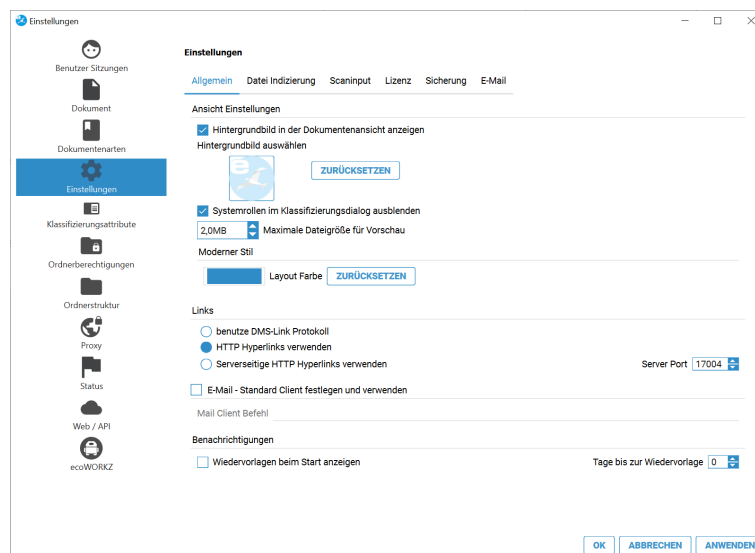 Einstellungen
Benutzer Sitzungen
Dokument
Dokumentenarten
Einstellungen
Klassifizierungsattribute
Ordnerberechtigungen
Ordnerstruktur
Proxy
Status
Web / API
ecoWORKZ
Einstellungen
Allgemein Datei Indizierung Scaninput Lizenz Sicherung E-Mail
Ansicht Einstellungen
Hintergrundbild in der Dokumentenansicht anzeigen
Hintergrundbild auswählen
é
ZURÜCKSETZEN
Systemrollen im Klassifizierungsdialog ausblenden
2,0MB Maximale Dateigröße für Vorschau
Moderner Stil
Layout Farbe ZURÜCKSETZEN
Links
benutze DMS-Link Protokoll
HTTP Hyperlinks verwenden
Serverseitige HTTP Hyperlinks verwenden Server Port 17004
E-Mail - Standard Client festlegen und verwenden
Mail Client Befehl
Benachrichtigungen
Wiedervorlagen beim Start anzeigen Tage bis zur Wiedervorlage 0
OK ABBRECHEN ANWENDEN